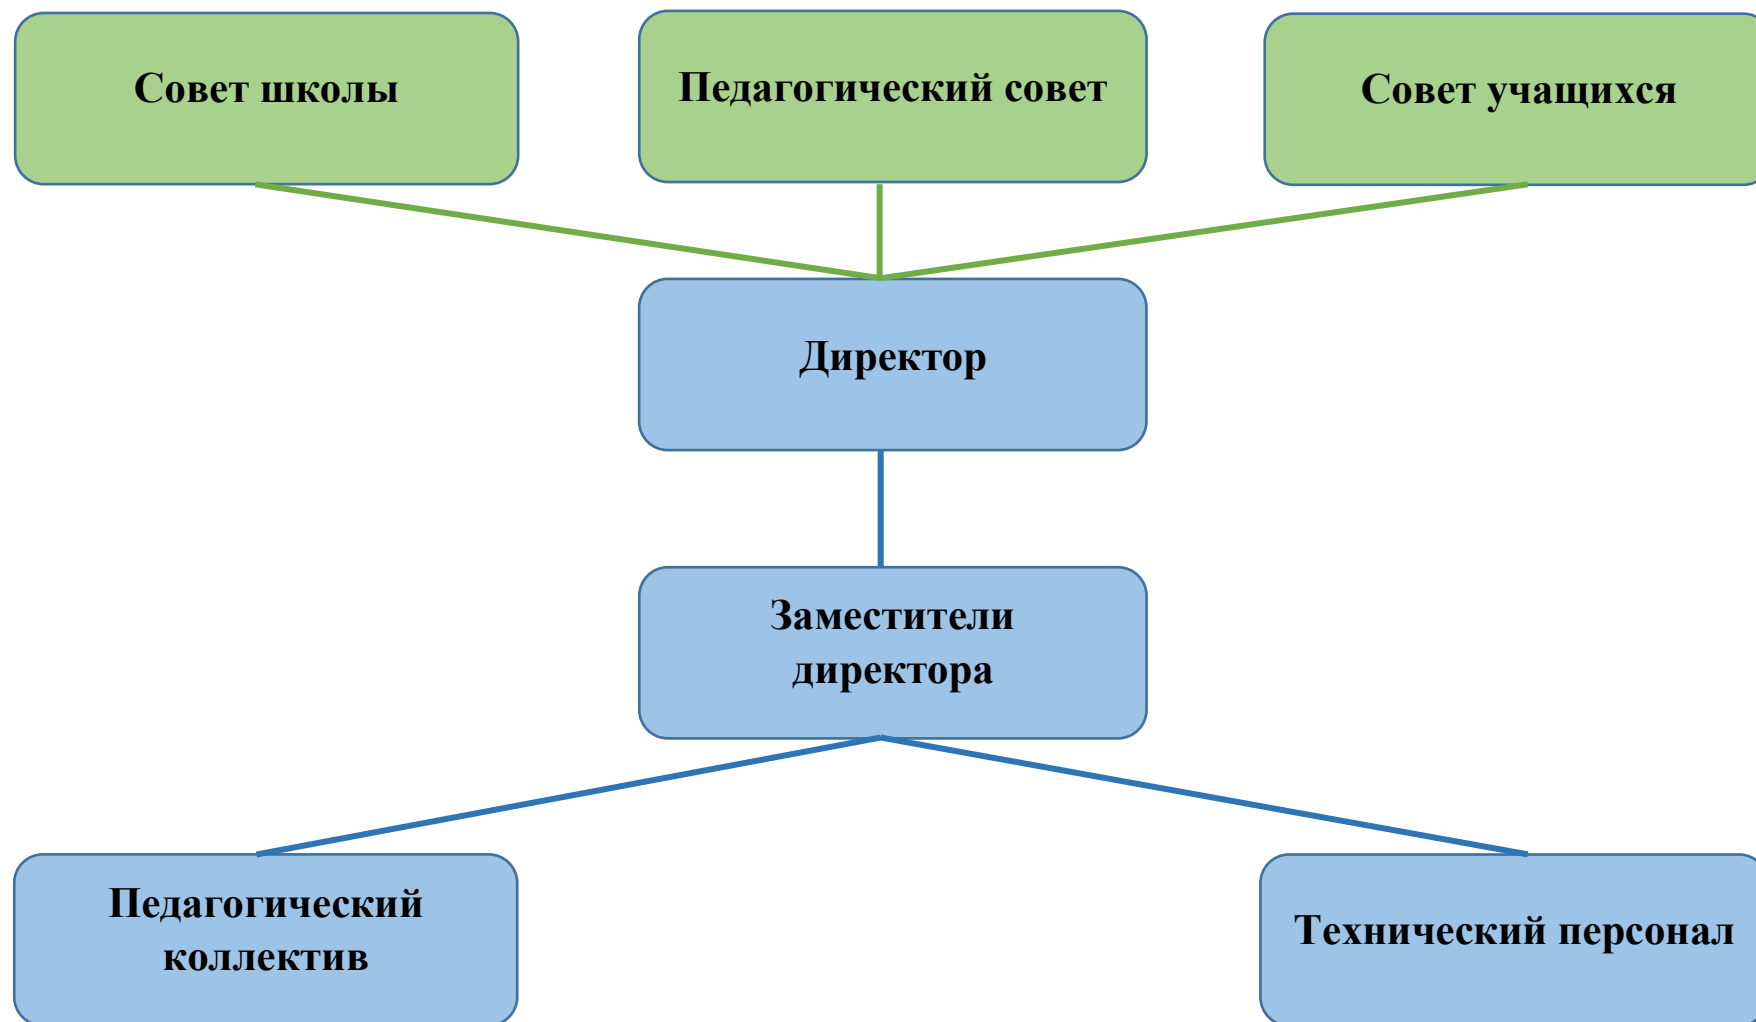 Совет школы
Педагогический совет
Совет учащихся
Директор
Заместители
директора
Педагогический
коллектив
Технический персонал